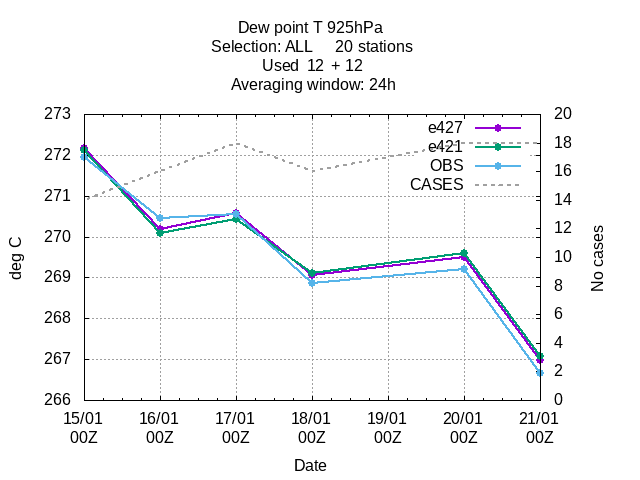 Dew point T 925hPa
Selection: ALL 20 stations
Used 12 + 12
Averaging window: 24h
273
272
271
270
269
268
267
266
deg C
20
18
16
14
12
10
8
6
4
2
0
No cases
e427
e421
OBS
CASES
15/01 16/01 17/01 18/01 19/01 20/01 21/01
00Z 00Z 00Z 00Z 00Z 00Z 00Z
Date